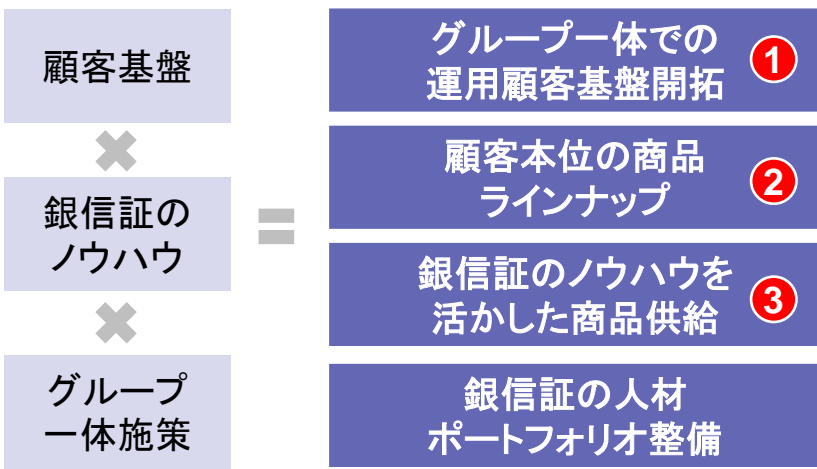 顧客基盤
✖
銀信証の
ノウハウ
✖
グループ
一体施策
=
グループ一体での
運用顧客基盤開拓
1
顧客本位の商品
ラインナップ
2
銀信証のノウハウを
活かした商品供給
3
銀信証の人材
ポートフォリオ整備